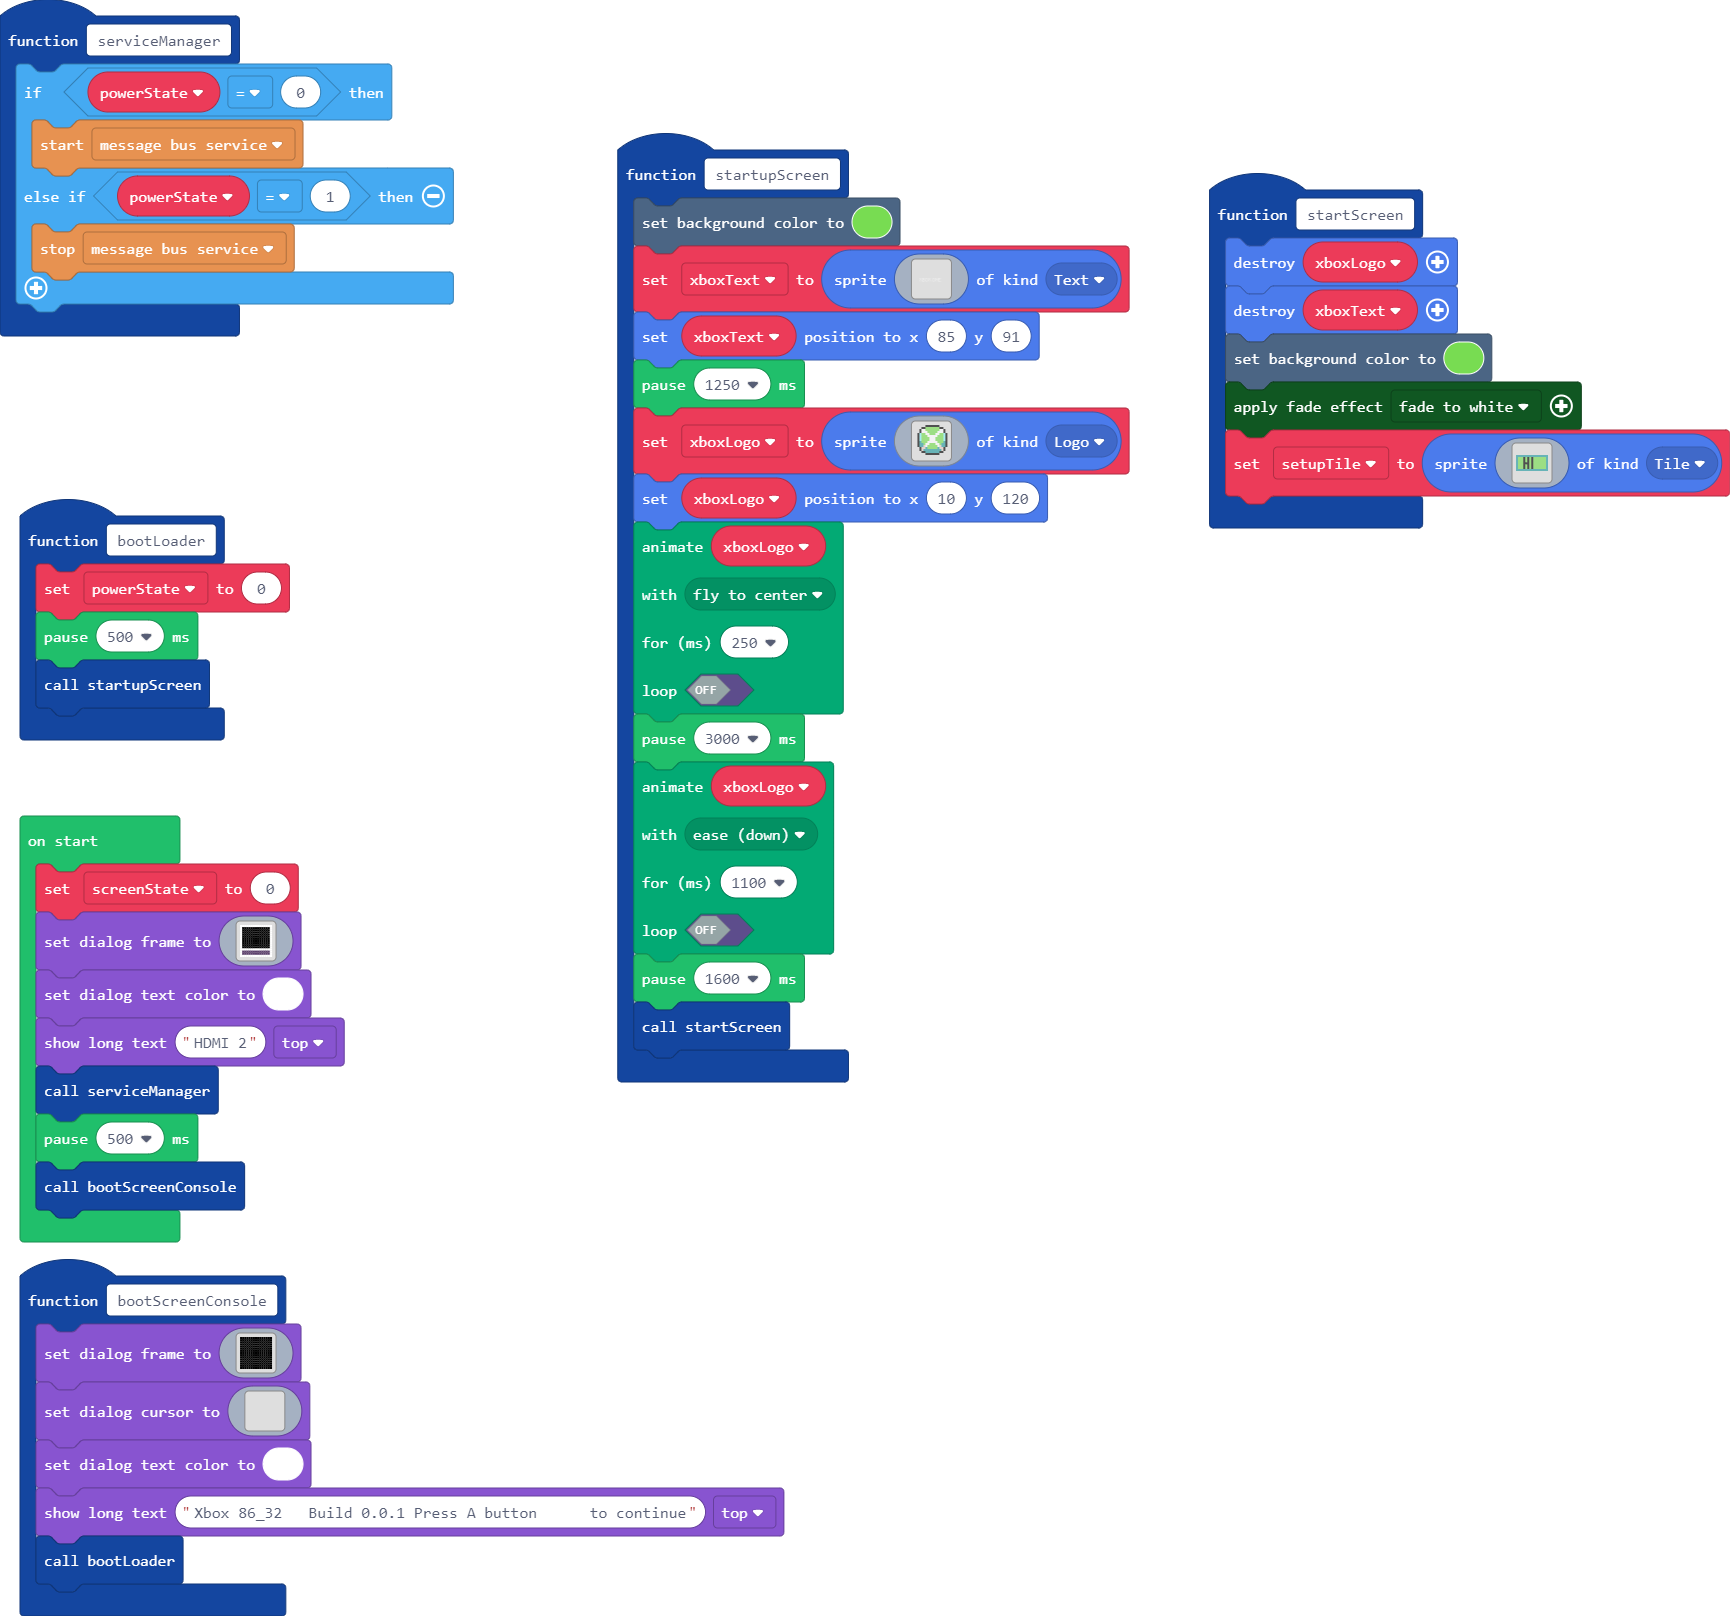 function serviceManager
if powerState = 0 then
start message bus service
else if powerState = 1 then
stop message bus service
function bootLoader
set powerState to 0
pause 500 ms
call startupScreen
on start
set screenState to 0
set dialog frame to
set dialog text color to
show long text "HDMI 2" top
call serviceManager
pause 500 ms
call bootScreenConsole
function bootScreenConsole
set dialog frame to
set dialog cursor to
set dialog text color to
show long text "Xbox 86_32   Build 0.0.1 Press A button      to continue" top
call bootLoader
function startupScreen
set background color to
set xboxText to sprite of kind Text
set xboxText position to x 85 y 91
pause 1250 ms
set xboxLogo to sprite of kind Logo
set xboxLogo position to x 10 y 120
animate xboxLogo
with fly to center
for (ms) 250
loop OFF
pause 3000 ms
animate xboxLogo
with ease (down)
for (ms) 1100
loop OFF
pause 1600 ms
call startScreen
function startScreen
destroy xboxLogo
destroy xboxText
set background color to
apply fade effect fade to white
set setupTile to sprite HI of kind Tile